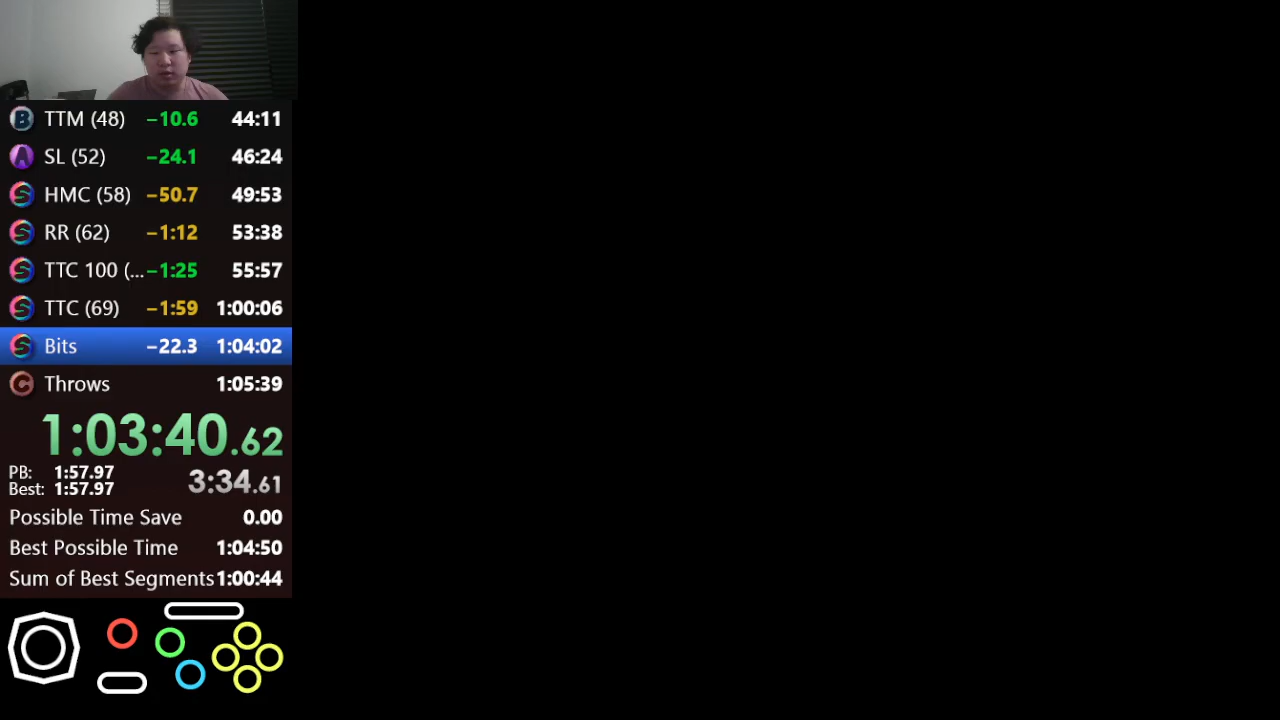 B TTM (48) −10.6 44:11
A SL (52) −24.1 46:24
S HMC (58) −50.7 49:53
S RR (62) −1:12 53:38
S TTC 100 (... −1:25 55:57
S TTC (69) −1:59 1:00:06
S Bits −22.3 1:04:02
C Throws 1:05:39
1:03:40.62
PB: 1:57.97
Best: 1:57.97
3:34.61
Possible Time Save 0.00
Best Possible Time 1:04:50
Sum of Best Segments 1:00:44